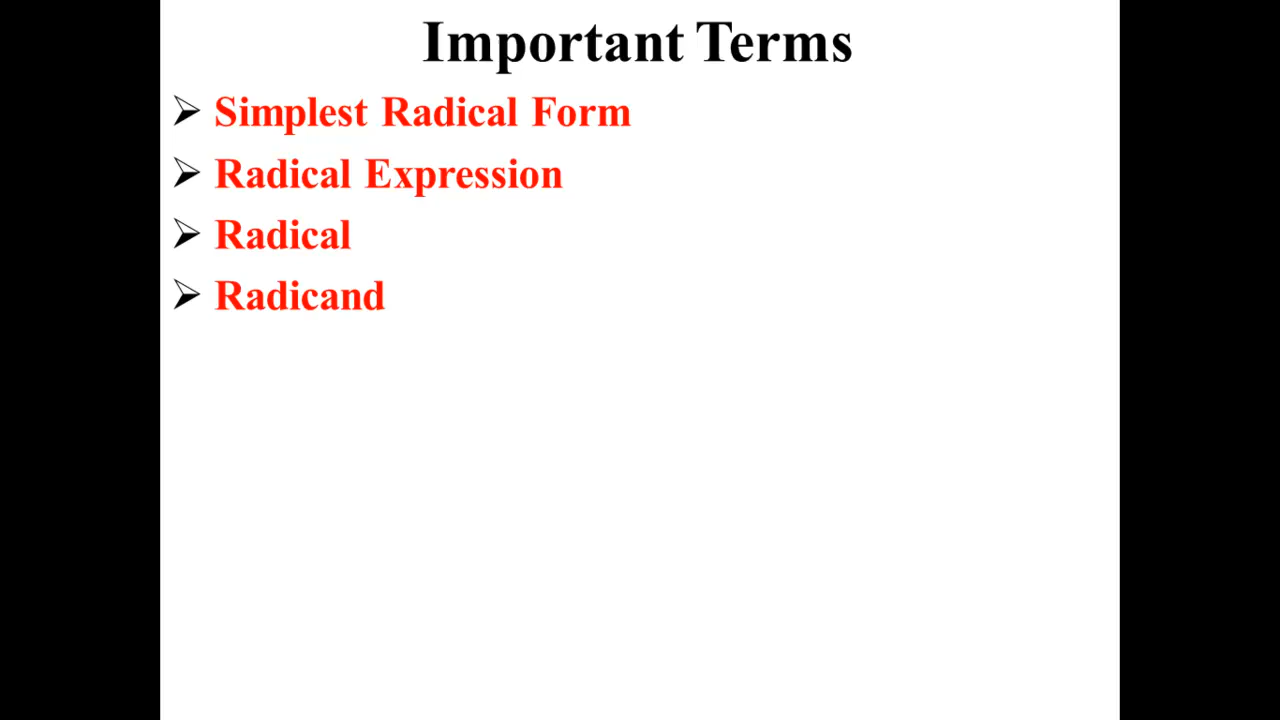 Important Terms
➢ Simplest Radical Form
➢ Radical Expression
➢ Radical
➢ Radicand